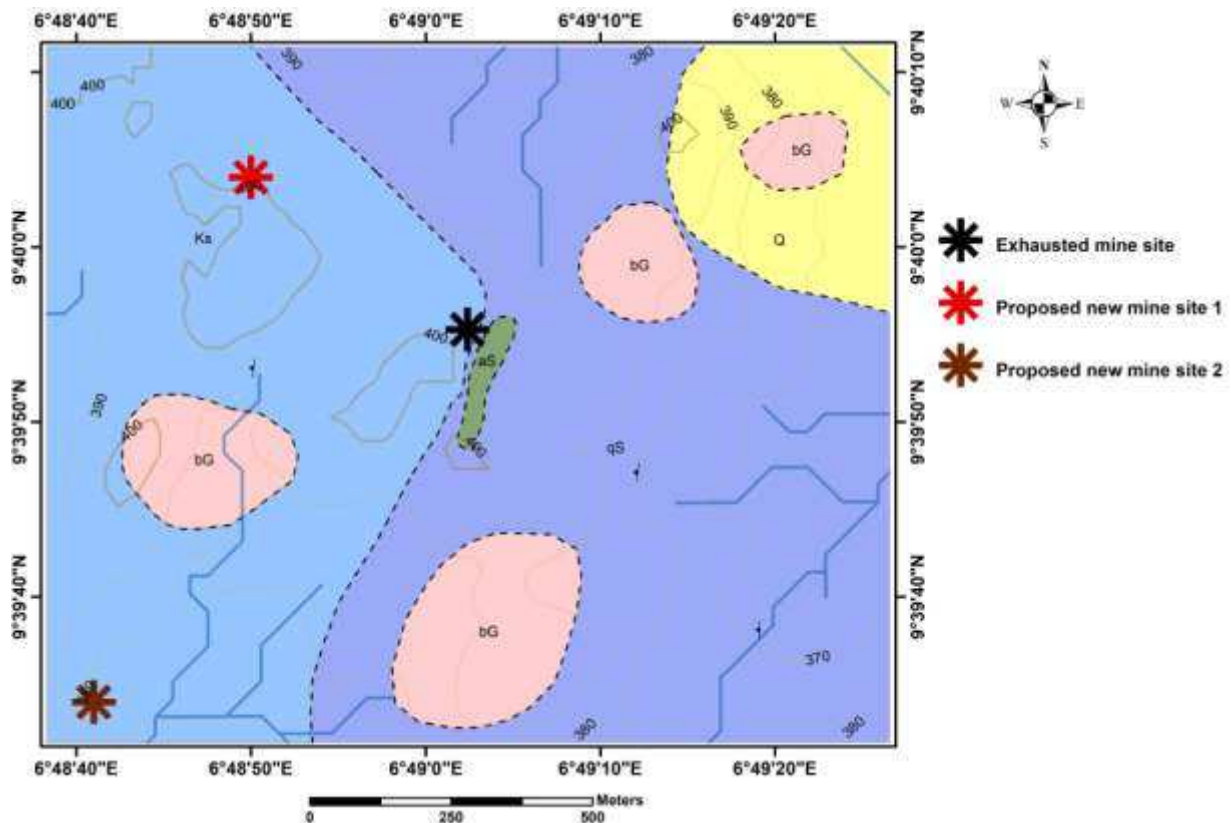 6°48'40"E 6°48'50"E 6°49'0"E 6°49'10"E 6°49'20"E
9°40'10"N 9°40'10"N
390
380
400
400
380
390
400
bG
N
W E
S
Ks
Q
9°40'0"N 9°40'0"N
bG
Exhausted mine site
Proposed new mine site 1
Proposed new mine site 2
400
aS
390
400
9°39'50"N 9°39'50"N
bG
qS
9°39'40"N 9°39'40"N
bG
370
380
380
6°48'40"E 6°48'50"E 6°49'0"E 6°49'10"E 6°49'20"E
Meters
0 250 500